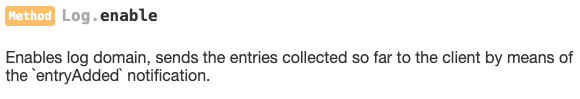 Method Log.enable
Enables log domain, sends the entries collected so far to the client by means of
the `entryAdded` notification.